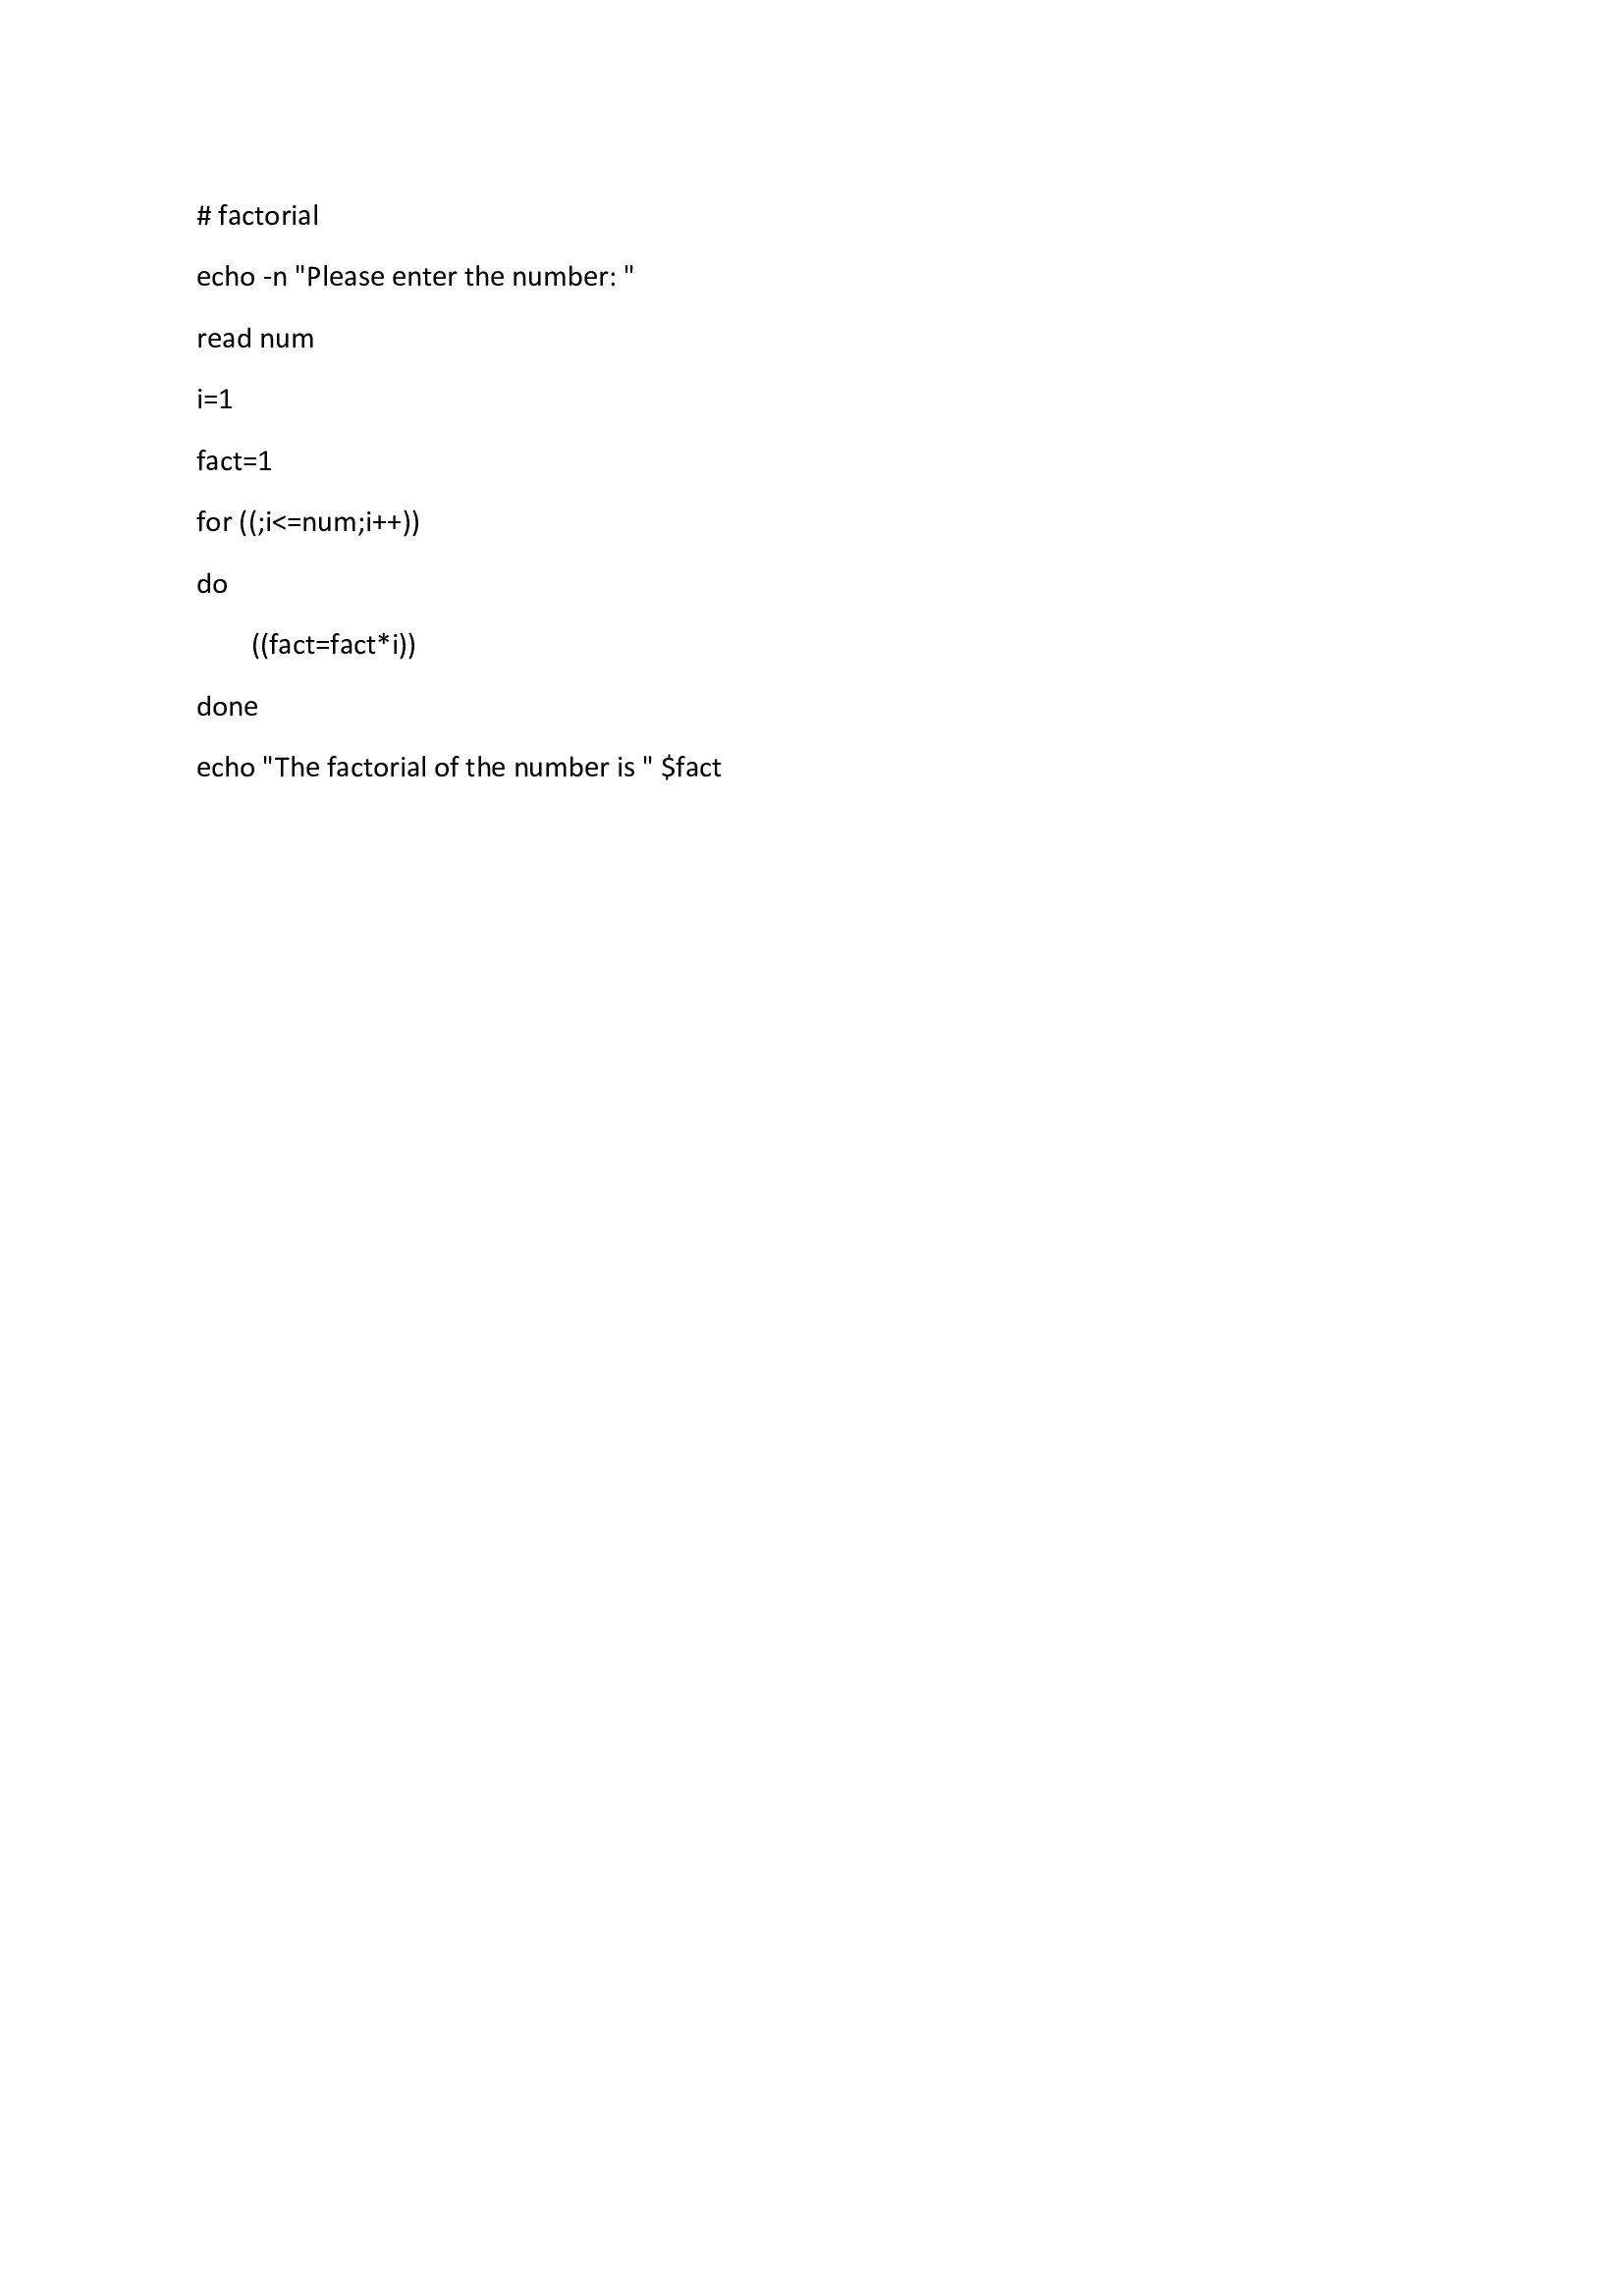 # factorial
echo -n "Please enter the number: "
read num
i=1
fact=1
for ((;i<=num;i++))
do
((fact=fact*i))
done
echo "The factorial of the number is " $fact